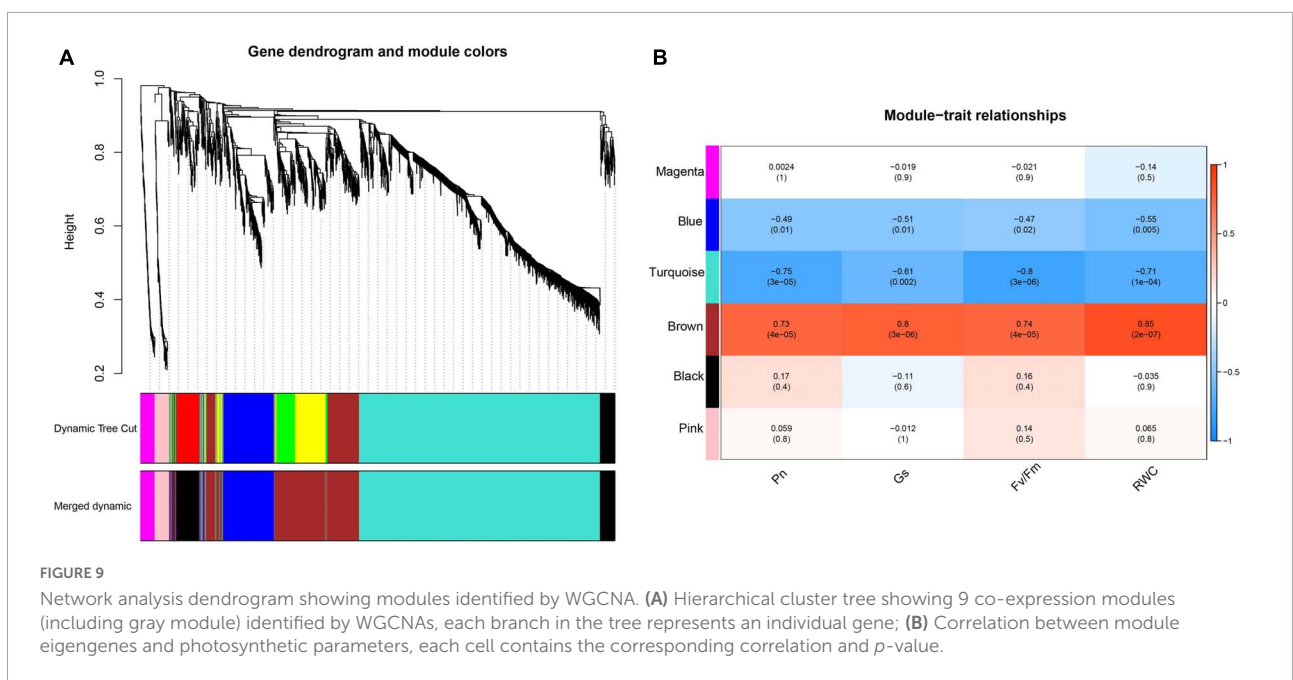 A
Gene dendrogram and module colors
Height
1.0
0.8
0.6
0.4
0.2
Dynamic Tree Cut
Merged dynamic
B
Module−trait relationships
Magenta 0.0024 −0.019 −0.021 −0.14
(1) (0.9) (0.9) (0.5)
Blue −0.49 −0.51 −0.47 −0.55
(0.01) (0.01) (0.02) (0.005)
Turquoise −0.75 −0.61 −0.8 −0.71
(3e−05) (0.002) (3e−06) (1e−04)
Brown 0.73 0.8 0.74 0.85
(4e−05) (3e−06) (4e−05) (2e−07)
Black 0.17 −0.11 0.16 −0.035
(0.4) (0.6) (0.4) (0.9)
Pink 0.059 −0.012 0.14 0.065
(0.8) (1) (0.5) (0.8)
Pn Gs Fv/Fm RWC
1
0.5
0
−0.5
−1
FIGURE 9
Network analysis dendrogram showing modules identified by WGCNA. (A) Hierarchical cluster tree showing 9 co-expression modules
(including gray module) identified by WGCNAs, each branch in the tree represents an individual gene; (B) Correlation between module
eigengenes and photosynthetic parameters, each cell contains the corresponding correlation and p-value.